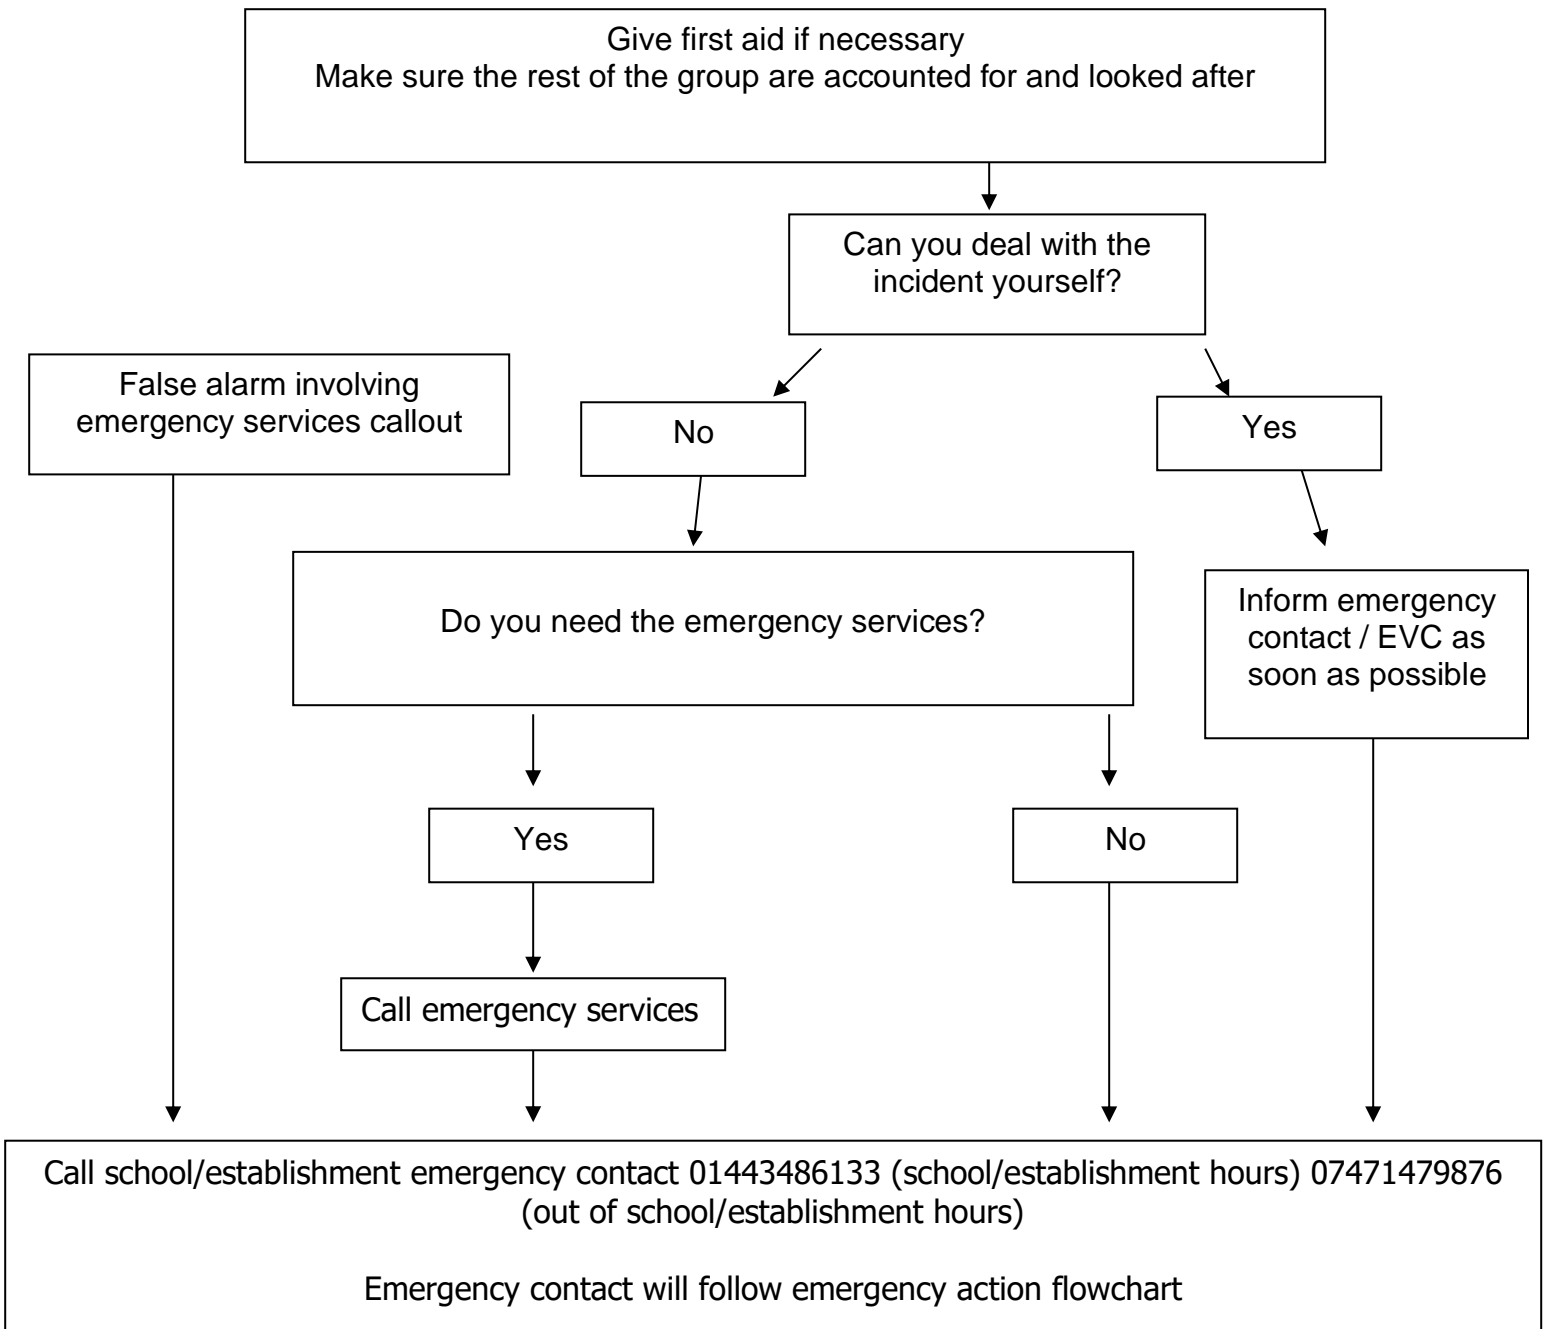 Give first aid if necessary
Make sure the rest of the group are accounted for and looked after
Can you deal with the
incident yourself?
False alarm involving
emergency services callout
No
Yes
Do you need the emergency services?
Inform emergency
contact / EVC as
soon as possible
Yes
No
Call emergency services
Call school/establishment emergency contact 01443486133 (school/establishment hours) 07471479876
(out of school/establishment hours)
Emergency contact will follow emergency action flowchart